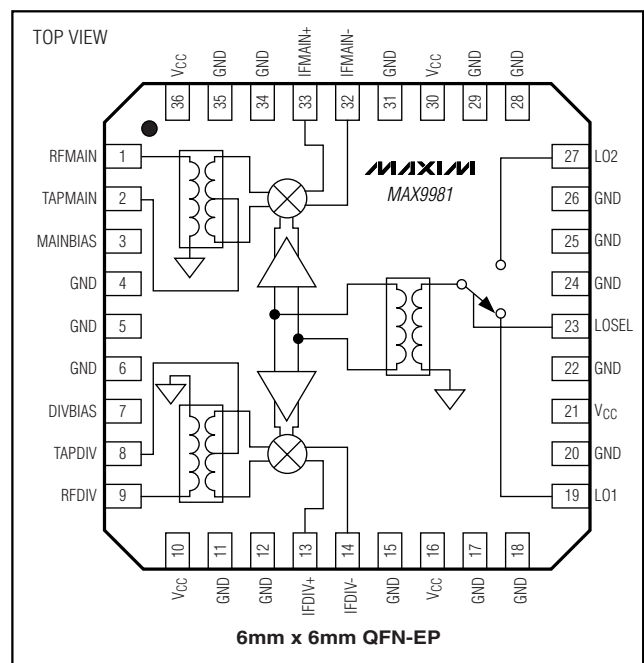 TOP VIEW
VCC
GND
GND
IFMAIN+
IFMAIN-
GND
VCC
GND
GND
36
35
34
33
32
31
30
29
28
RFMAIN 1
TAPMAIN 2
MAINBIAS 3
GND 4
GND 5
GND 6
DIVBIAS 7
TAPDIV 8
RFDIV 9
MAXIM
MAX9981
27 LO2
26 GND
25 GND
24 GND
23 LOSEL
22 GND
21 VCC
20 GND
19 LO1
10
11
12
13
14
15
16
17
18
VCC
GND
GND
IFDIV+
IFDIV-
GND
VCC
GND
GND
6mm x 6mm QFN-EP